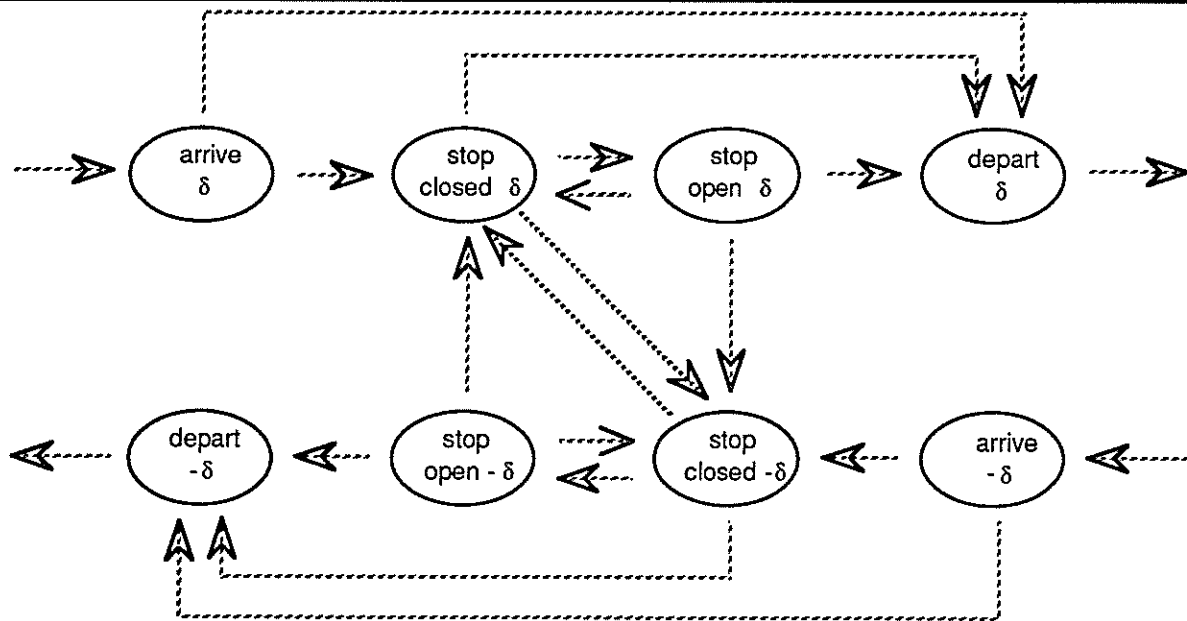 arrive
δ
stop
closed δ
stop
open δ
depart
δ
depart
-δ
stop
open - δ
stop
closed -δ
arrive
-δ